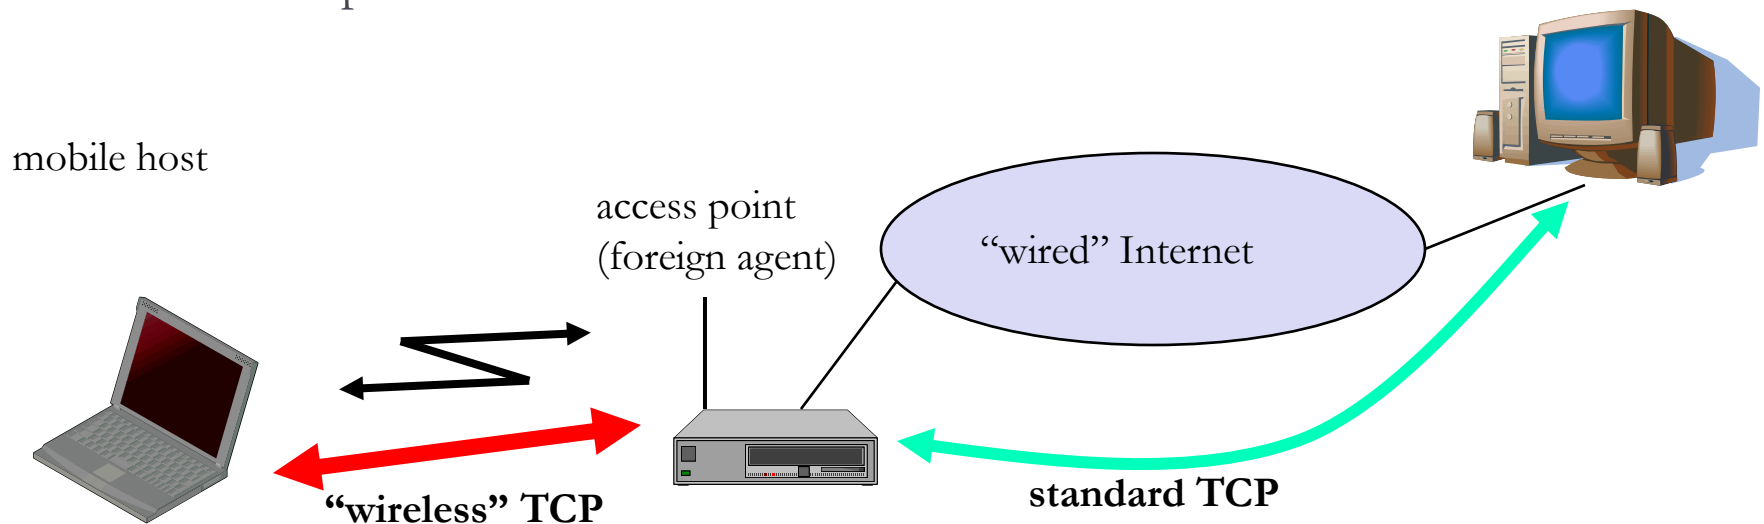 mobile host
access point
(foreign agent)
“wired” Internet
“wireless” TCP
standard TCP